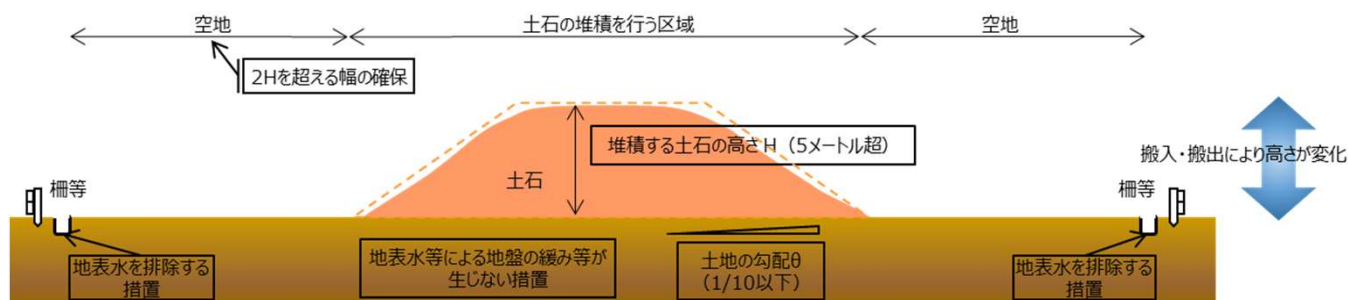 空地
土石の堆積を行う区域
空地
2Hを超える幅の確保
堆積する土石の高さH（5メートル超）
搬入・搬出により高さが変化
土石
柵等
柵等
地表水を排除する
措置
地表水等による地盤の緩み等が
生じない措置
土地の勾配θ
（1/10以下）
地表水を排除する
措置